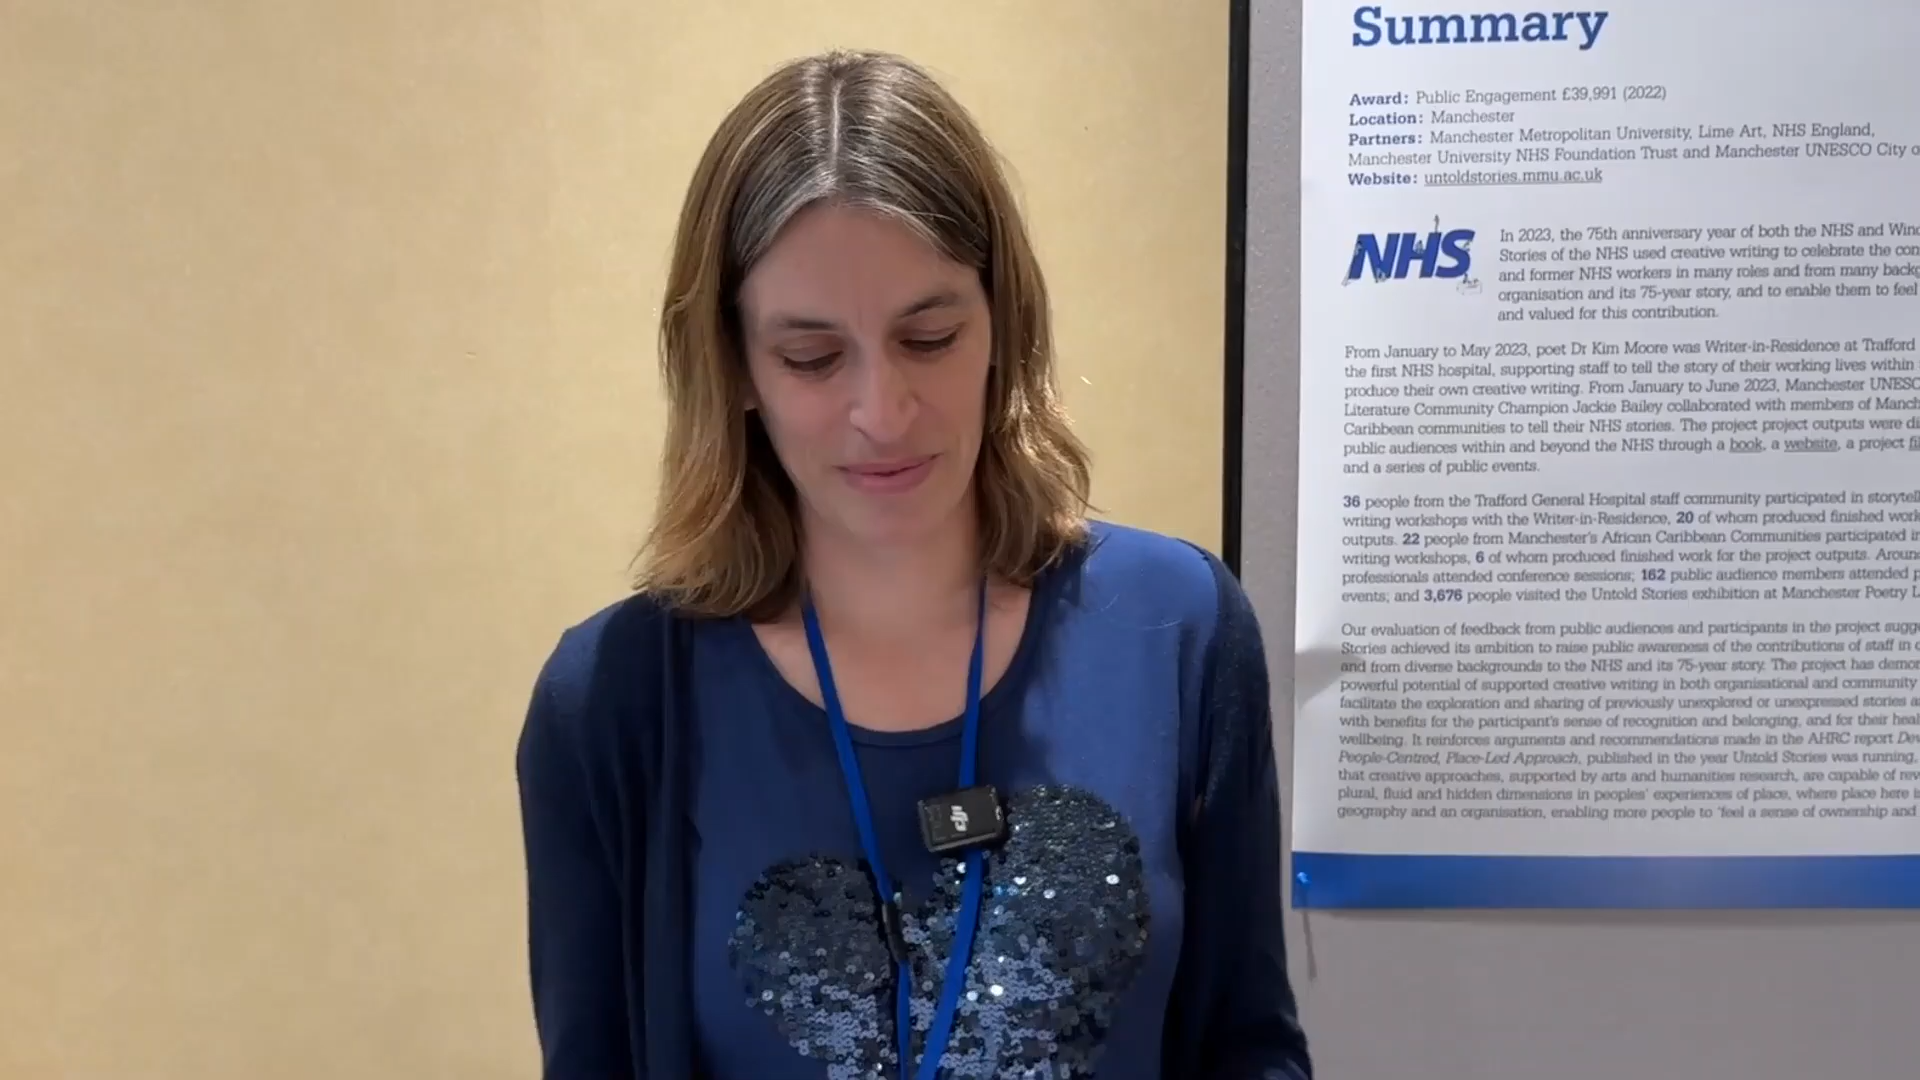 Summary
Award: Public Engagement £39,991 (2022)
Location: Manchester
Partners: Manchester Metropolitan University, Lime Art, NHS England,
Manchester University NHS Foundation Trust and Manchester UNESCO City
Website: untoldstories.mmu.ac.uk
NHS
In 2023, the 75th anniversary year of both the NHS and
Stories of the NHS used creative writing to celebrate the
and former NHS workers in many roles and from many
organisation and its 75-year story, and to enable them to feel
and valued for this contribution.
From January to May 2023, poet Dr Kim Moore was Writer-in-Residence at Trafford
the first NHS hospital, supporting staff to tell the story of their working lives within
produce their own creative writing. From January to June 2023, Manchester
Literature Community Champion Jackie Bailey collaborated with members of
Caribbean communities to tell their NHS stories. The project project outputs were
public audiences within and beyond the NHS through a book, a website, a project
and a series of public events.
36 people from the Trafford General Hospital staff community participated in
writing workshops with the Writer-in-Residence, 20 of whom produced finished
outputs. 22 people from Manchester's African Caribbean Communities participated
writing workshops, 6 of whom produced finished work for the project outputs.
professionals attended conference sessions; 162 public audience members attended
events; and 3,676 people visited the Untold Stories exhibition at Manchester Poetry
Our evaluation of feedback from public audiences and participants in the project
Stories achieved its ambition to raise public awareness of the contributions of staff in
and from diverse backgrounds to the NHS and its 75-year story. The project has
powerful potential of supported creative writing in both organisational and community
facilitate the exploration and sharing of previously unexplored or unexpressed stories
with benefits for the participant's sense of recognition and belonging, and for their
wellbeing. It reinforces arguments and recommendations made in the AHRC report
People-Centred, Place-Led Approach, published in the year Untold Stories was running,
that creative approaches, supported by arts and humanities research, are capable of
plural, fluid and hidden dimensions in peoples' experiences of place, where place here
geography and an organisation, enabling more people to 'feel a sense of ownership and
dji